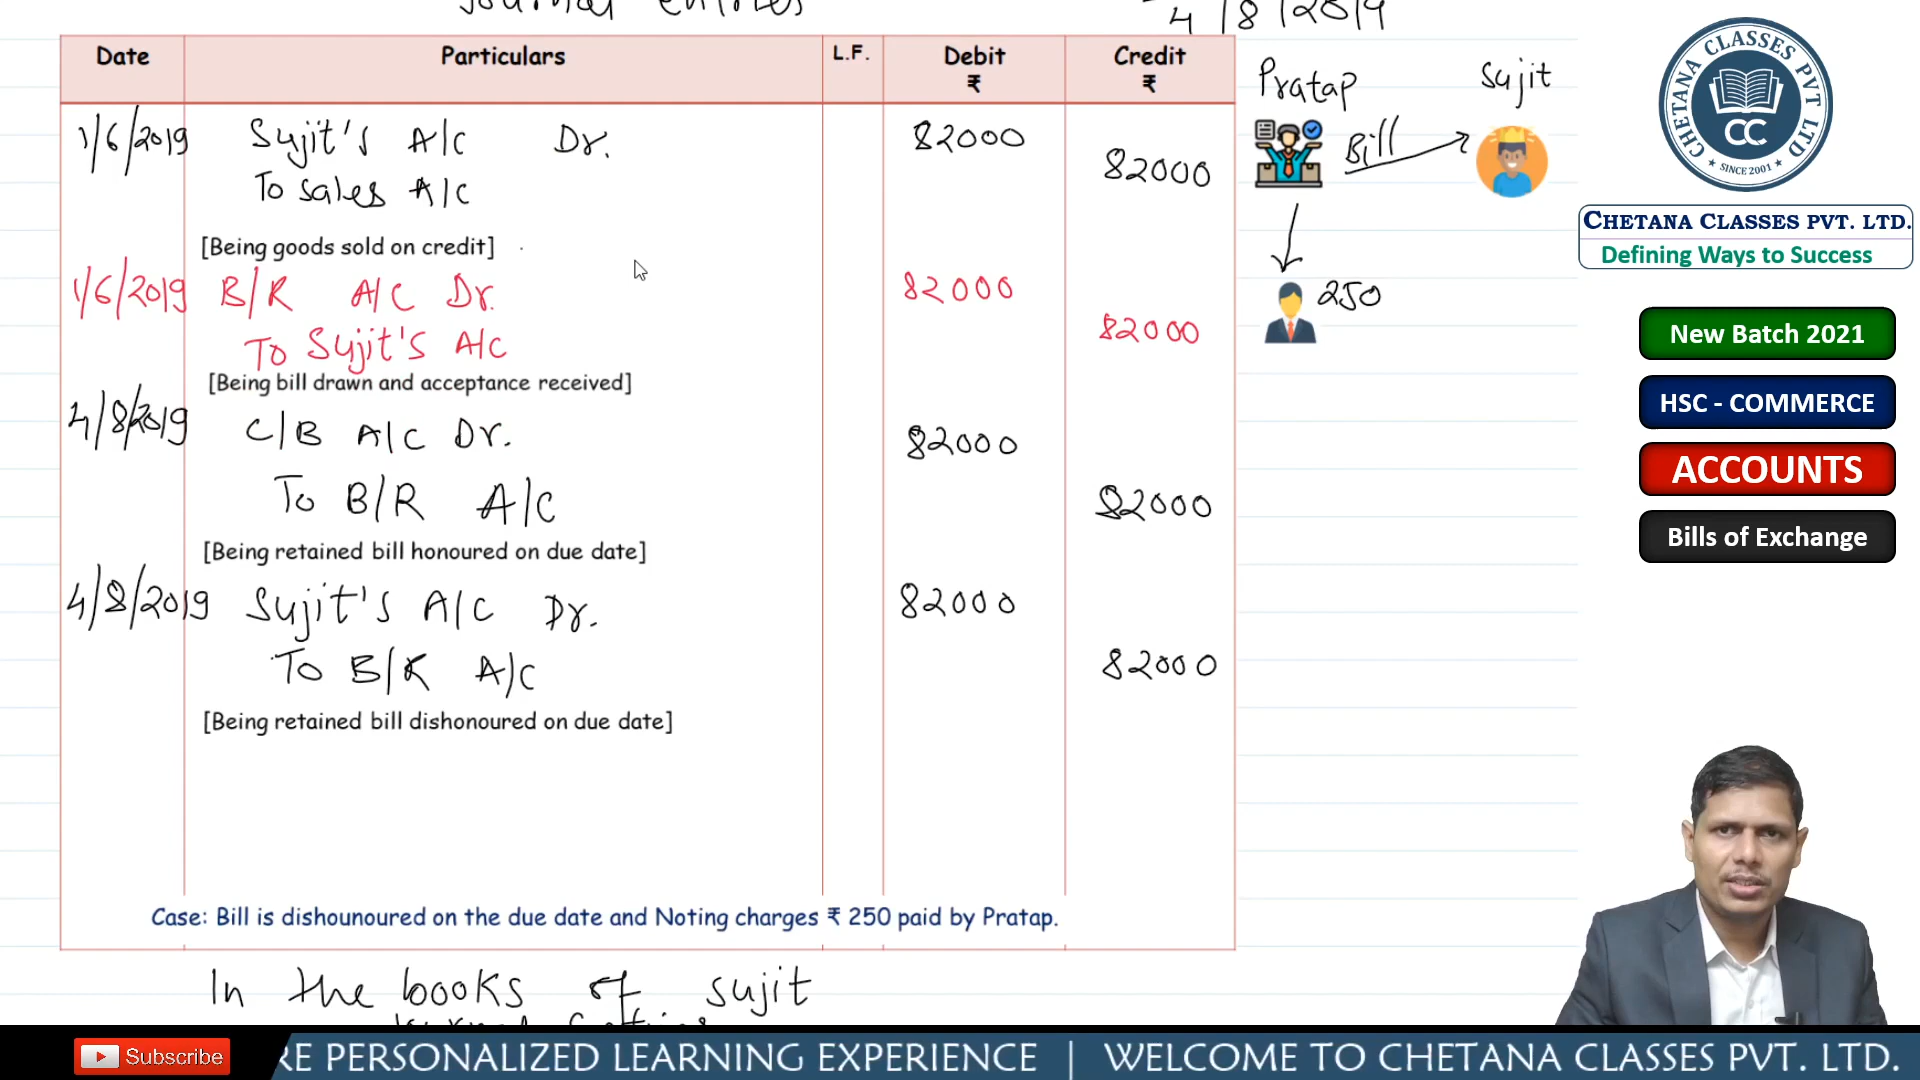 Journal entries
4/8/2019
Date Particulars L.F. Debit ₹ Credit ₹
1/6/2019 Sujit's A/C Dr. 82000
To Sales A/C 82000
[Being goods sold on credit]
1/6/2019 B/R A/C Dr. 82000
To Sujit's A/C 82000
[Being bill drawn and acceptance received]
4/8/2019 C/B A/C Dr. 82000
To B/R A/C 82000
[Being retained bill honoured on due date]
4/8/2019 Sujit's A/C Dr. 82000
To B/R A/C 82000
[Being retained bill dishonoured on due date]
Case: Bill is dishounoured on the due date and Noting charges ₹ 250 paid by Pratap.
In the books of sujit
Pratap Sujit
Bill
250
CHETANA CLASSES PVT LTD
CC
SINCE 2001
CHETANA CLASSES PVT. LTD.
Defining Ways to Success
New Batch 2021
HSC - COMMERCE
ACCOUNTS
Bills of Exchange
Subscribe
RE PERSONALIZED LEARNING EXPERIENCE | WELCOME TO CHETANA CLASSES PVT. LTD.